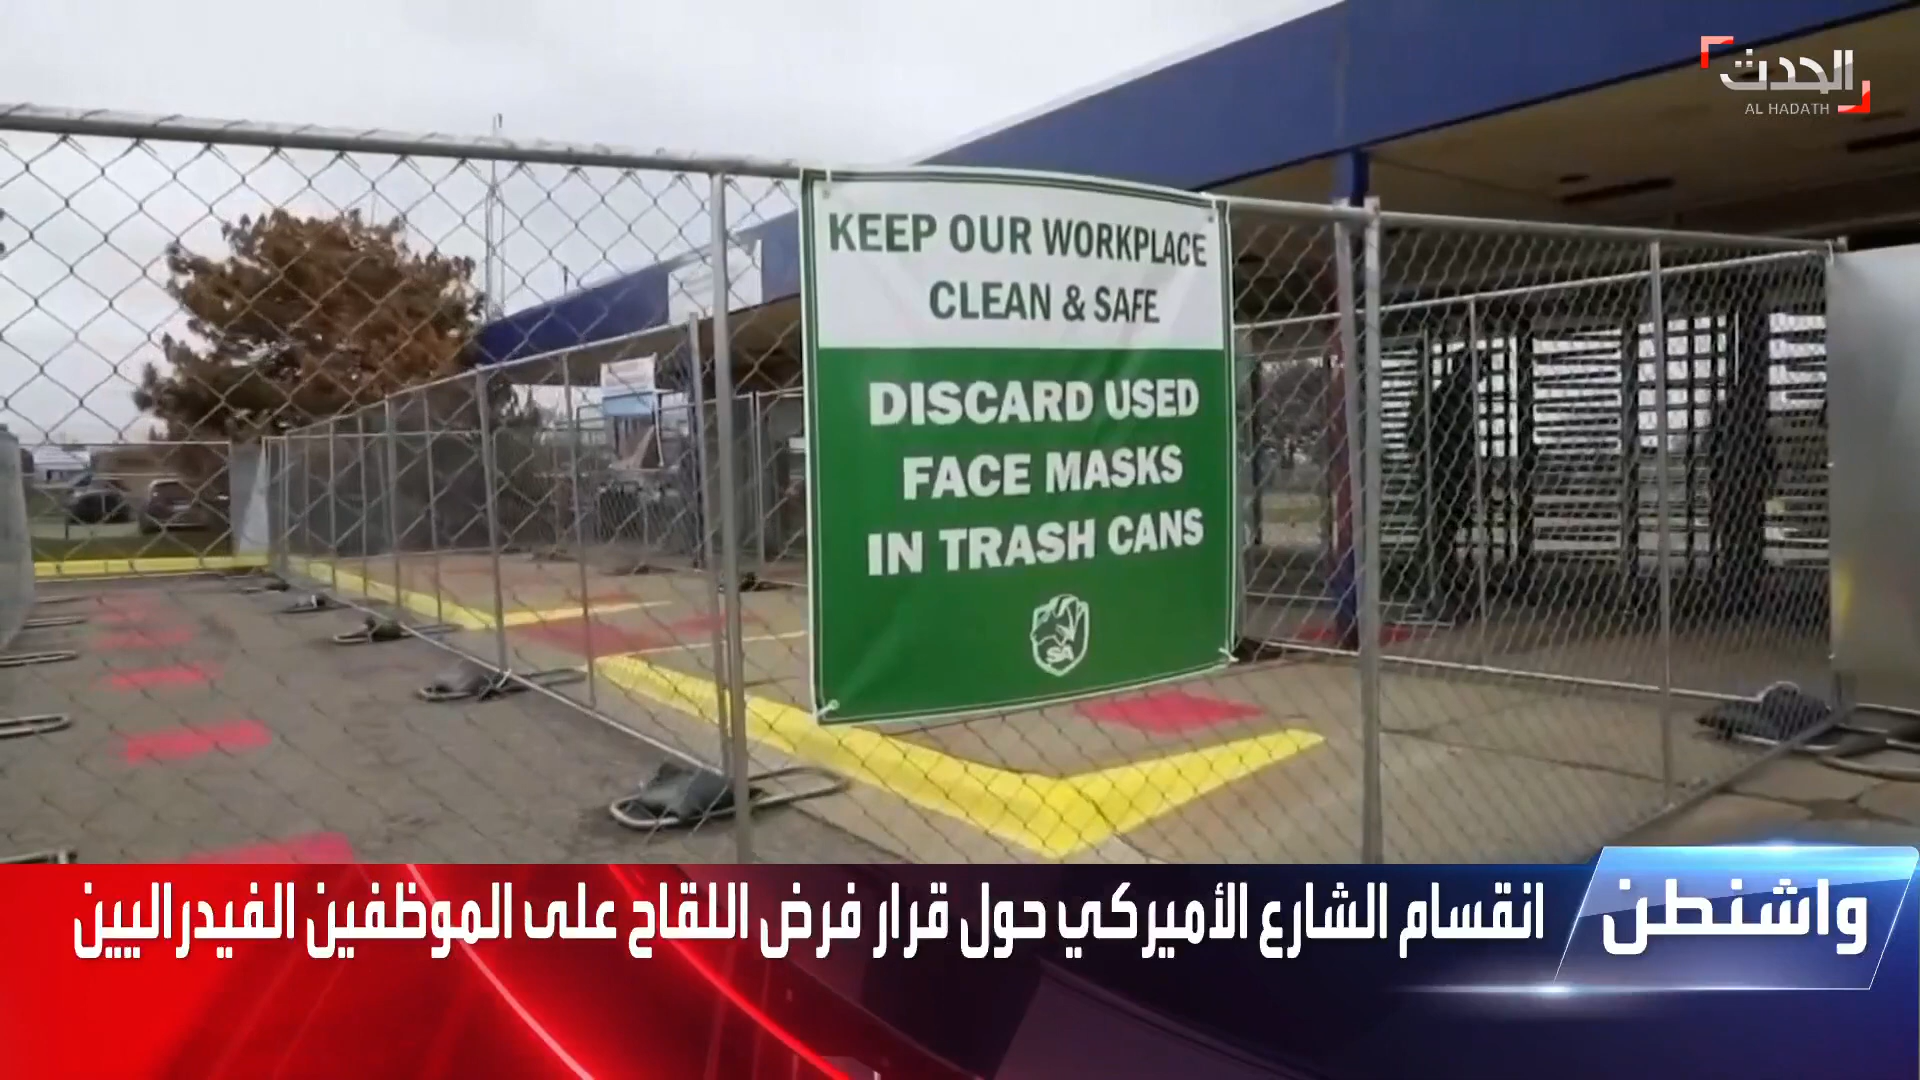 الحدث
AL HADATH
KEEP OUR WORKPLACE
CLEAN & SAFE
DISCARD USED
FACE MASKS
IN TRASH CANS
SA
واشنطن
انقسام الشارع الأميركي حول قرار فرض اللقاح على الموظفين الفيدراليين